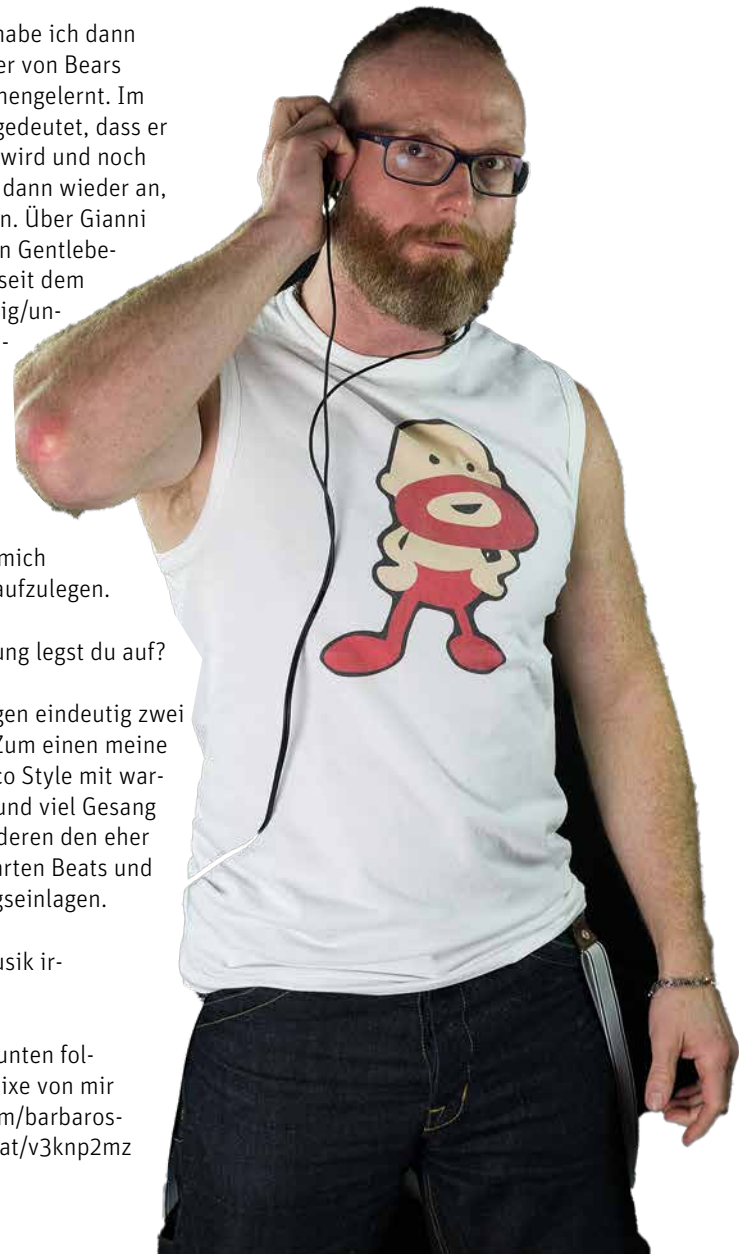 habe ich dann
er von Bears
nengelernt. Im
gedeutet, dass er
wird und noch
dann wieder an,
n. Über Gianni
n Gentlebe-
seit dem
ig/un-
-
mich
aufzulegen.
ung legst du auf?
gen eindeutig zwei
Zum einen meine
co Style mit war-
und viel Gesang
deren den eher
arten Beats und
gseinlagen.
usik ir-
unten fol-
ixe von mir
m/barbaros-
at/v3knp2mz